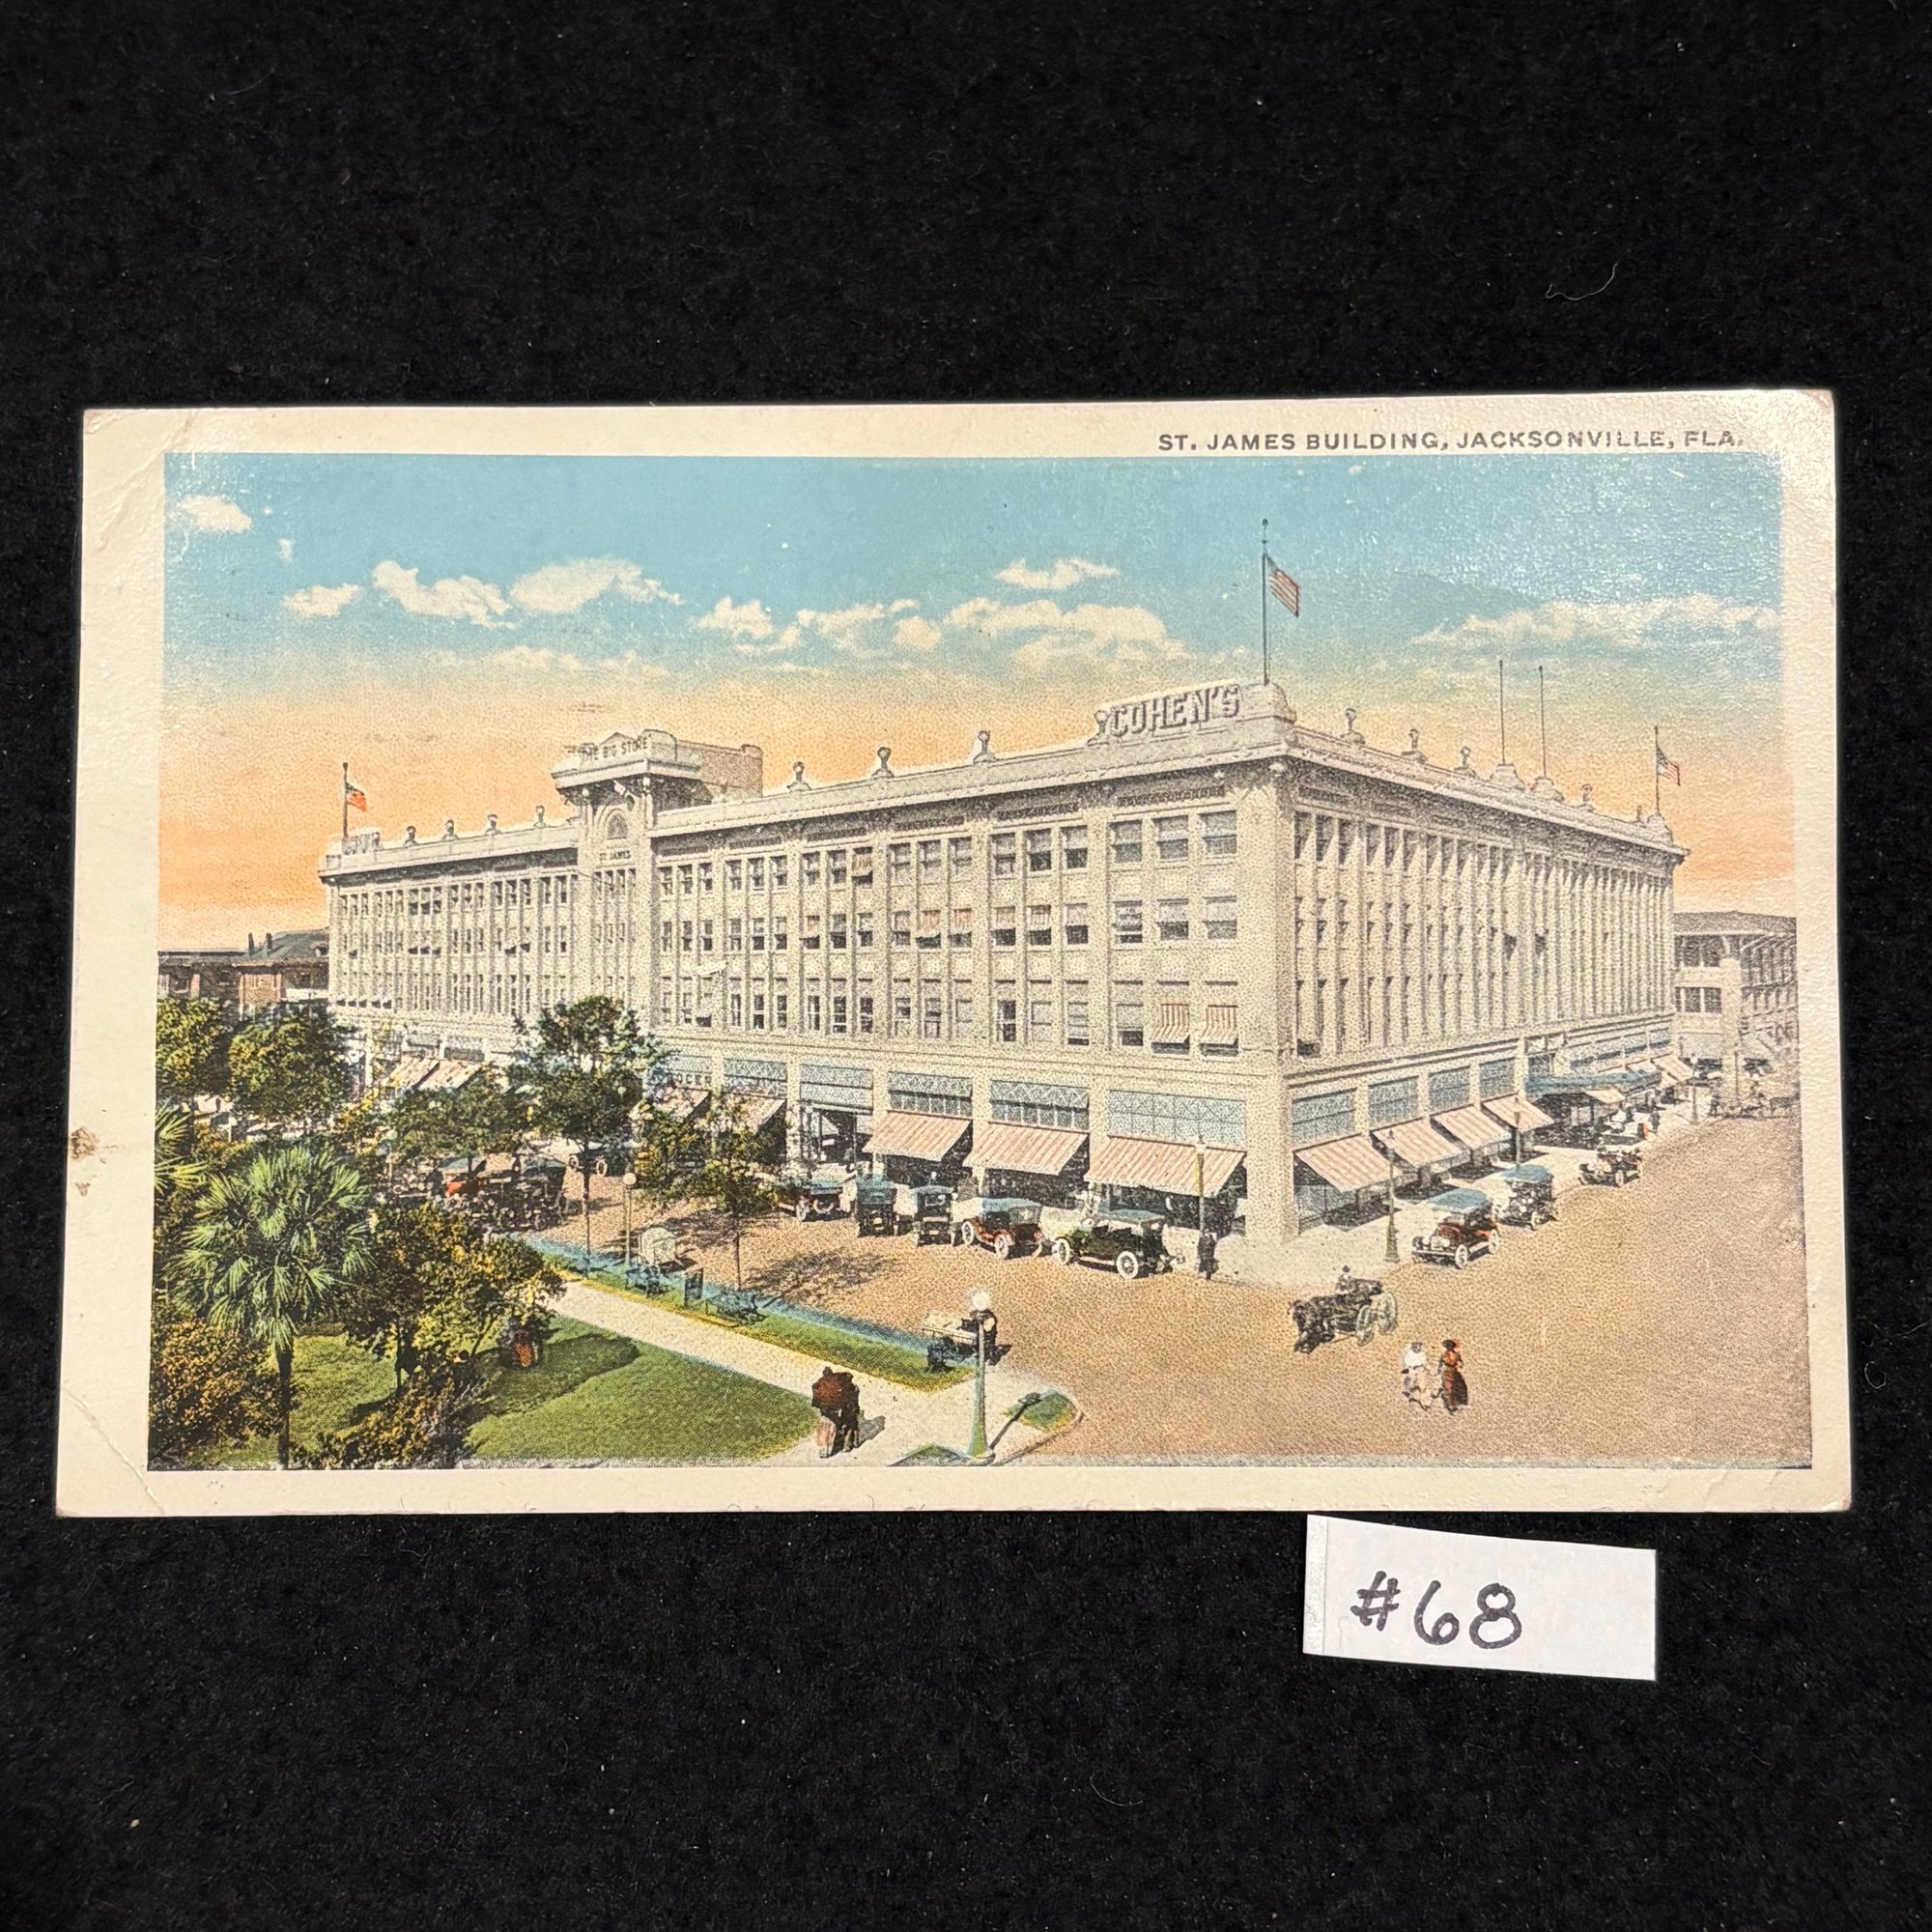 ST. JAMES BUILDING, JACKSONVILLE, FLA.
COHEN'S
THE BIG STORE
ST. JAMES
#68